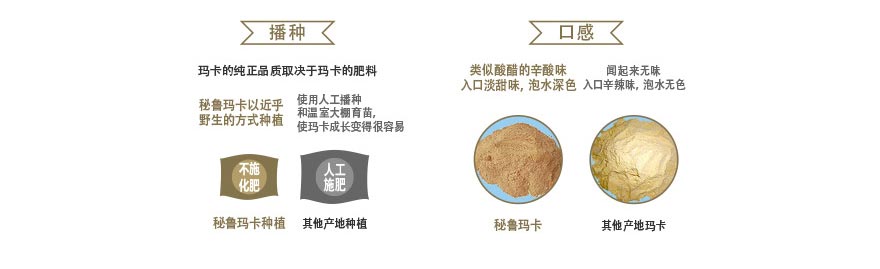 播种
玛卡的纯正品质取决于玛卡的肥料
秘鲁玛卡以近乎
野生的方式种植
使用人工播种
和温室大棚育苗,
使玛卡成长变得很容易
不施
化肥
人工
施肥
秘鲁玛卡种植
其他产地种植
口感
类似酸醋的辛酸味
入口淡甜味, 泡水深色
闻起来无味
入口辛辣味, 泡水无色
秘鲁玛卡
其他产地玛卡